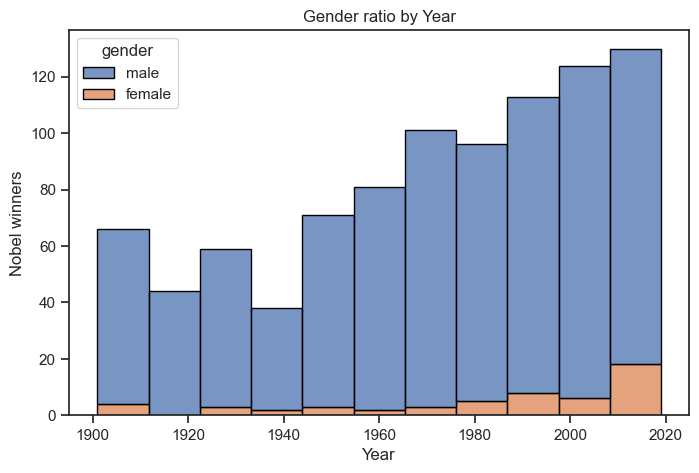 Gender ratio by Year
gender
male
female
120
100
80
60
40
20
0
Nobel winners
1900 1920 1940 1960 1980 2000 2020
Year